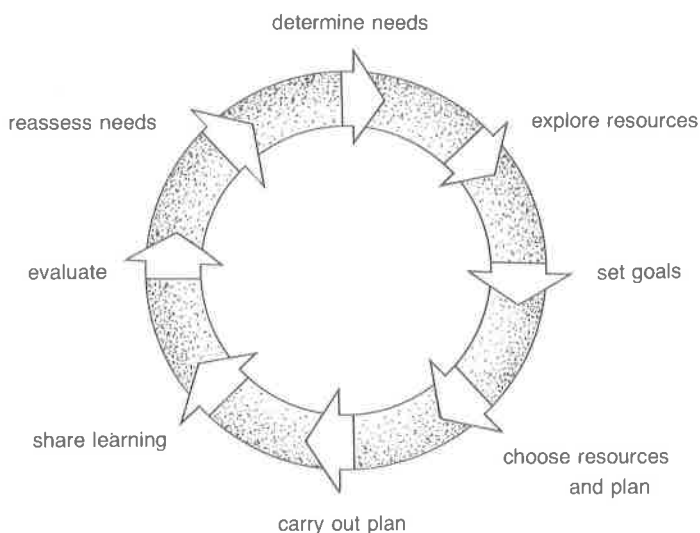 determine needs
explore resources
set goals
choose resources
and plan
carry out plan
share learning
evaluate
reassess needs